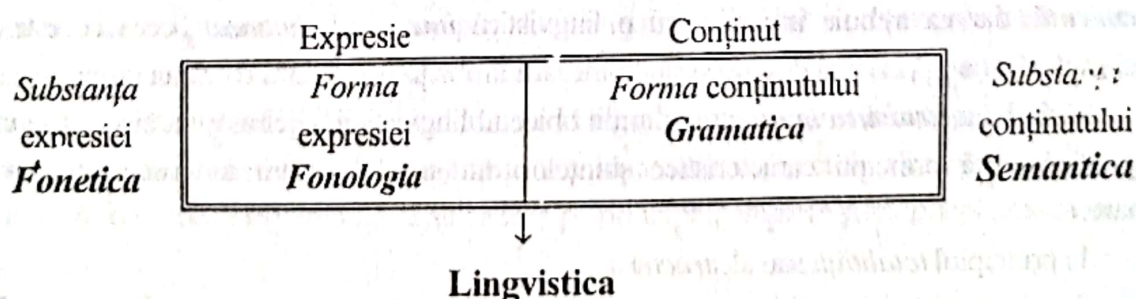 Expresie Conținut
Substanța Forma Forma conținutului
expresiei expresiei Gramatica conținutului
Fonetica Fonologia Semantica
Lingvistica